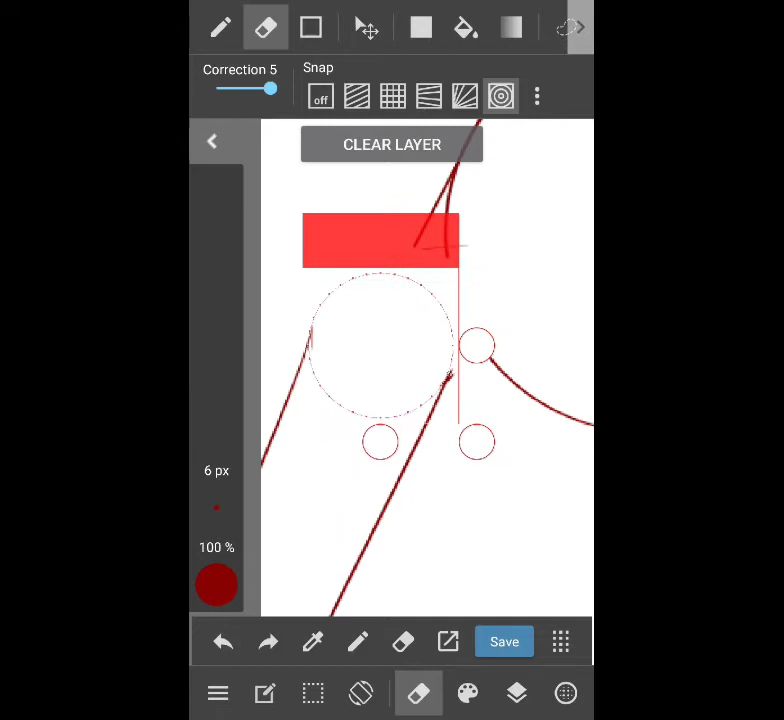 Correction 5
Snap
off
CLEAR LAYER
6 px
100 %
Save